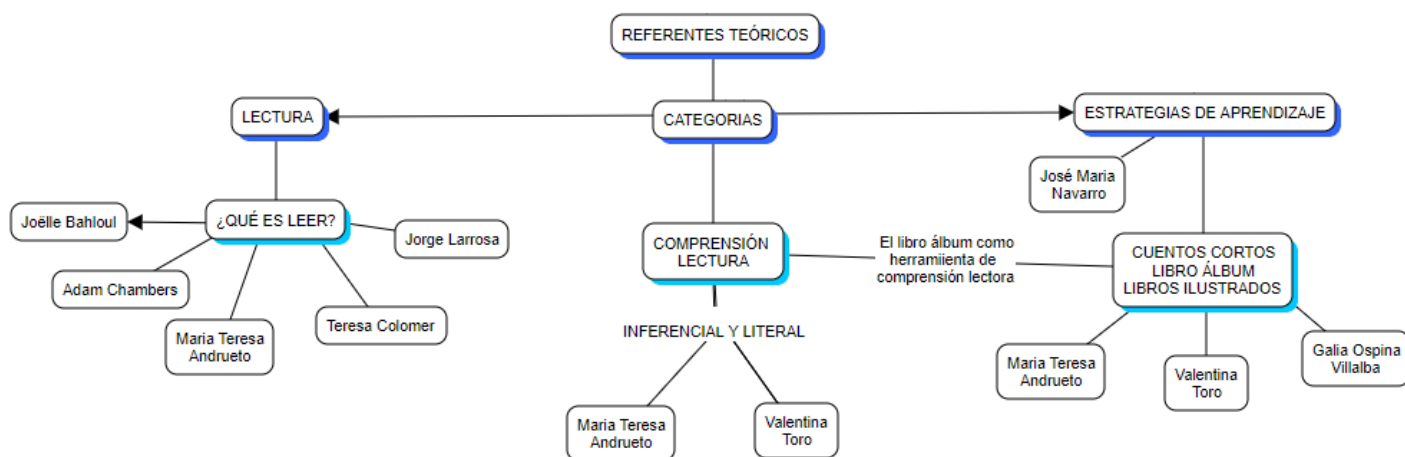 REFERENTES TEÓRICOS
LECTURA
CATEGORIAS
ESTRATEGIAS DE APRENDIZAJE
José Maria
Navarro
Joëlle Bahloul
¿QUÉ ES LEER?
Jorge Larrosa
Adam Chambers
Maria Teresa
Andrueto
Teresa Colomer
COMPRENSIÓN
LECTURA
El libro álbum como
herramiienta de
comprensión lectora
CUENTOS CORTOS
LIBRO ÁLBUM
LIBROS ILUSTRADOS
INFERENCIAL Y LITERAL
Maria Teresa
Andrueto
Valentina
Toro
Maria Teresa
Andrueto
Valentina
Toro
Galia Ospina
Villalba